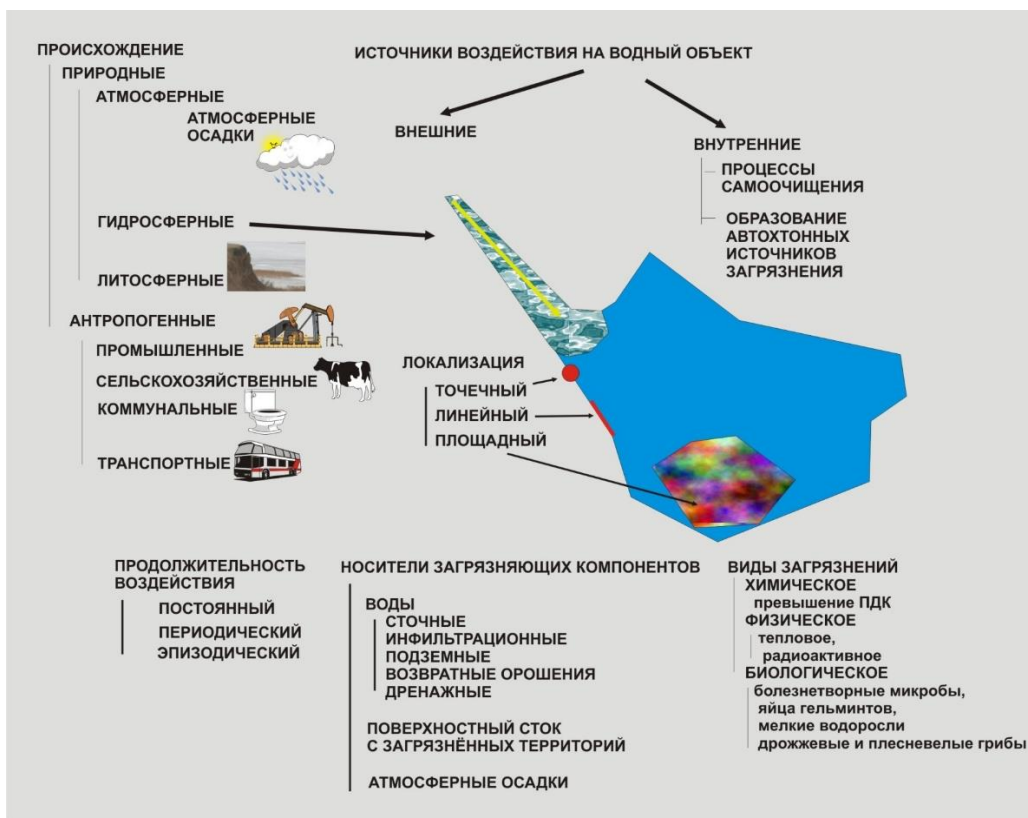 ПРОИСХОЖДЕНИЕ
ПРИРОДНЫЕ
АТМОСФЕРНЫЕ
АТМОСФЕРНЫЕ
ОСАДКИ
ГИДРОСФЕРНЫЕ
ЛИТОСФЕРНЫЕ
АНТРОПОГЕННЫЕ
ПРОМЫШЛЕННЫЕ
СЕЛЬСКОХОЗЯЙСТВЕННЫЕ
КОММУНАЛЬНЫЕ
ТРАНСПОРТНЫЕ
ИСТОЧНИКИ ВОЗДЕЙСТВИЯ НА ВОДНЫЙ ОБЪЕКТ
ВНЕШНИЕ
ВНУТРЕННИЕ
ПРОЦЕССЫ
САМООЧИЩЕНИЯ
ОБРАЗОВАНИЕ
АВТОХТОННЫХ
ИСТОЧНИКОВ
ЗАГРЯЗНЕНИЯ
ЛОКАЛИЗАЦИЯ
ТОЧЕЧНЫЙ
ЛИНЕЙНЫЙ
ПЛОЩАДНЫЙ
ПРОДОЛЖИТЕЛЬНОСТЬ
ВОЗДЕЙСТВИЯ
ПОСТОЯННЫЙ
ПЕРИОДИЧЕСКИЙ
ЭПИЗОДИЧЕСКИЙ
НОСИТЕЛИ ЗАГРЯЗНЯЮЩИХ КОМПОНЕНТОВ
ВОДЫ
СТОЧНЫЕ
ИНФИЛЬТРАЦИОННЫЕ
ПОДЗЕМНЫЕ
ВОЗВРАТНЫЕ ОРОШЕНИЯ
ДРЕНАЖНЫЕ
ПОВЕРХНОСТНЫЙ СТОК
С ЗАГРЯЗНЁННЫХ ТЕРРИТОРИЙ
АТМОСФЕРНЫЕ ОСАДКИ
ВИДЫ ЗАГРЯЗНЕНИЙ
ХИМИЧЕСКОЕ
превышение ПДК
ФИЗИЧЕСКОЕ
тепловое,
радиоактивное
БИОЛОГИЧЕСКОЕ
болезнетворные микробы,
яйца гельминтов,
мелкие водоросли
дрожжевые и плесневелые грибы